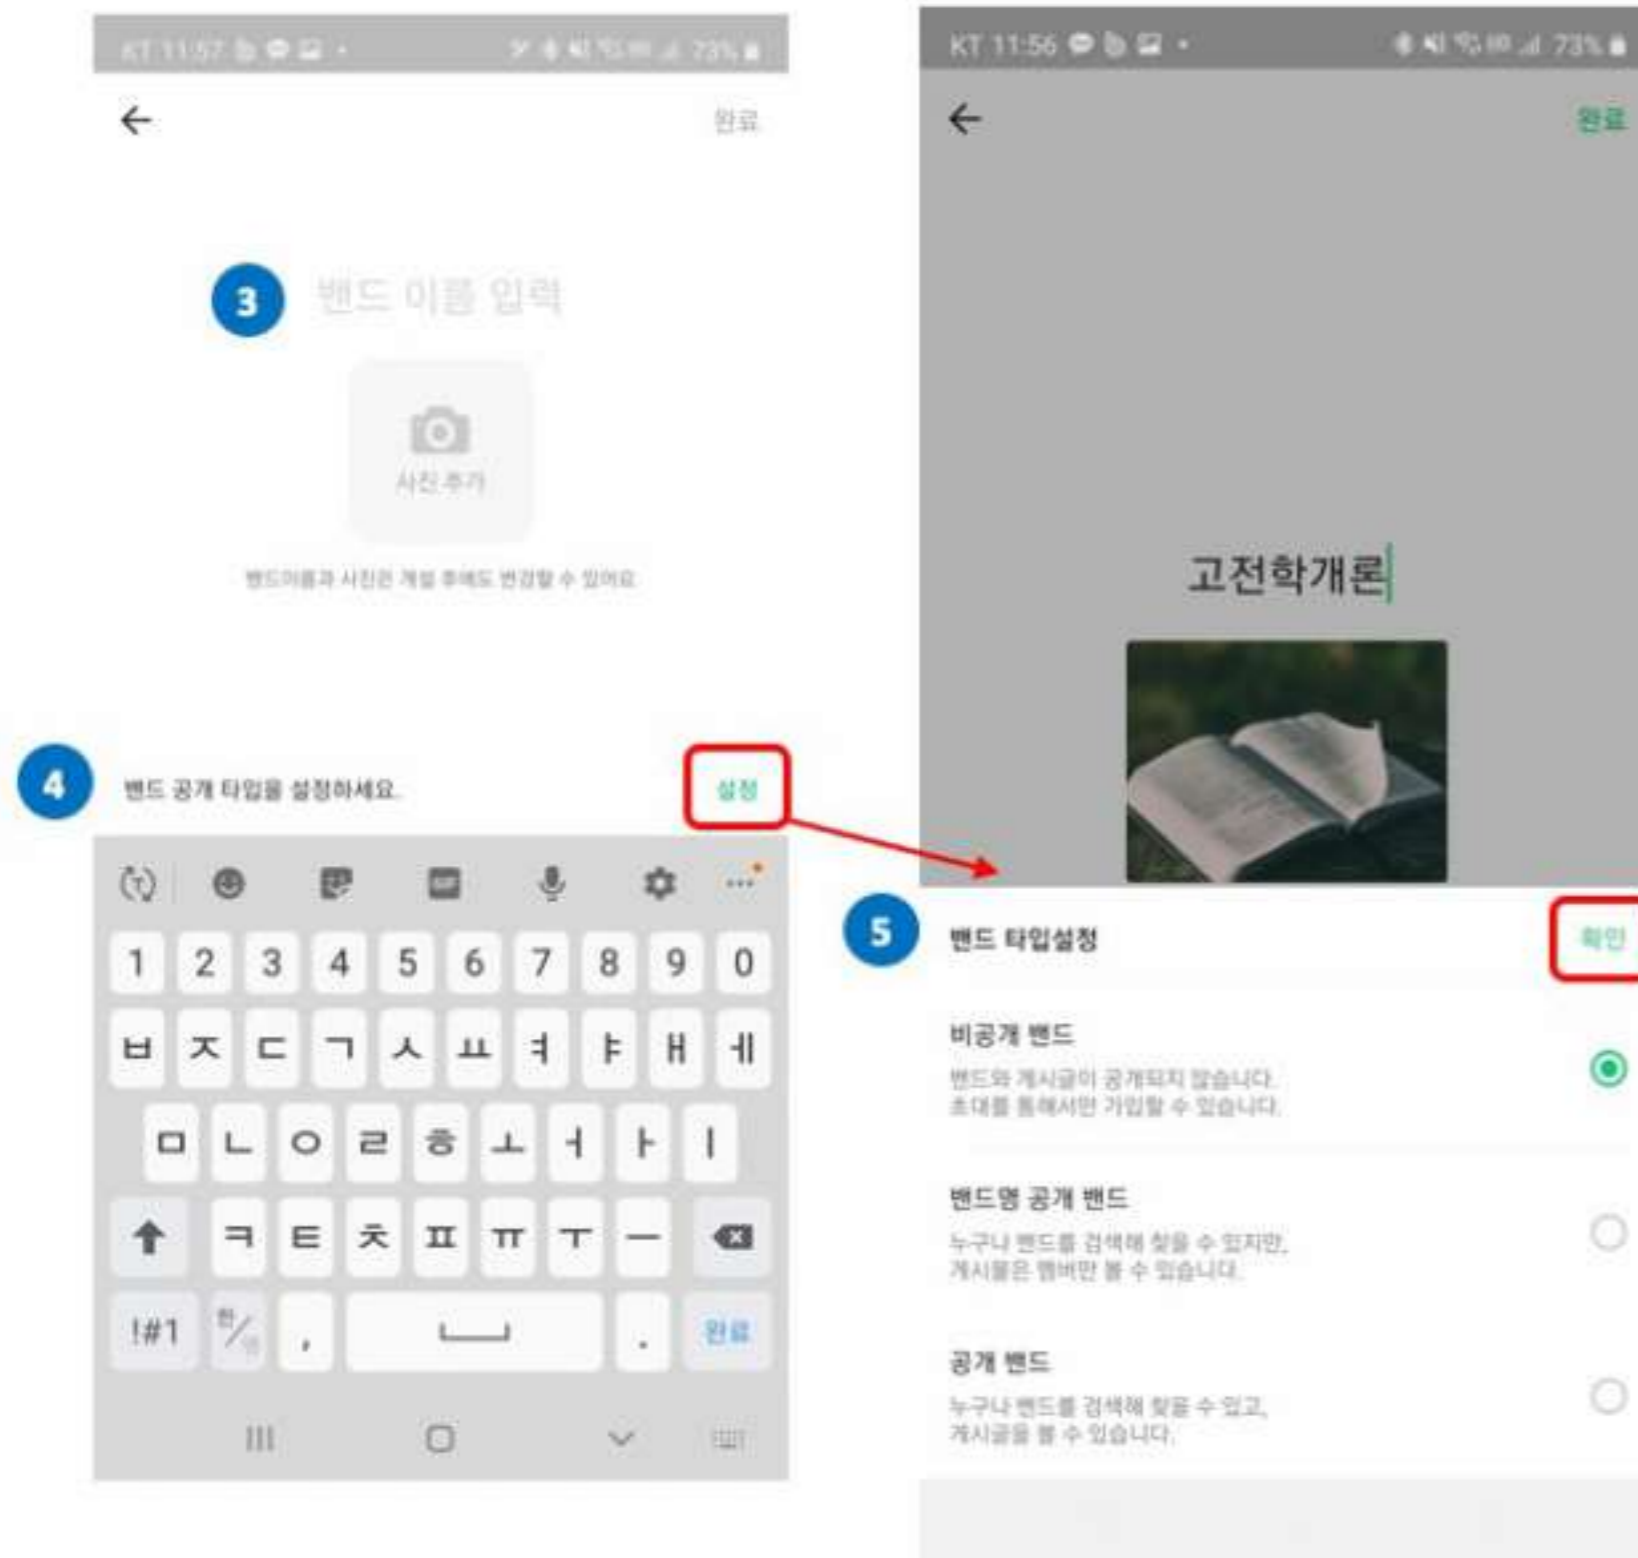 KT 11:57
73%
완료
3
밴드 이름 입력
사진 추가
밴드이름과 사진은 개설 후에도 변경할 수 있어요
4
밴드 공개 타입을 설정하세요.
설정
1 2 3 4 5 6 7 8 9 0
ㅂ ㅈ ㄷ ㄱ ㅅ ㅛ ㅕ ㅑ ㅐ ㅔ
ㅁ ㄴ ㅇ ㄹ ㅎ ㅗ ㅓ ㅏ ㅣ
ㅋ ㅌ ㅊ ㅍ ㅠ ㅜ ㅡ
!#1 한/영 , . 완료
KT 11:56
73%
완료
고전학개론
5
밴드 타입설정
확인
비공개 밴드
밴드와 게시글이 공개되지 않습니다.
초대를 통해서만 가입할 수 있습니다.
밴드명 공개 밴드
누구나 밴드를 검색해 찾을 수 있지만,
게시물은 멤버만 볼 수 있습니다.
공개 밴드
누구나 밴드를 검색해 찾을 수 있고,
게시글을 볼 수 있습니다.